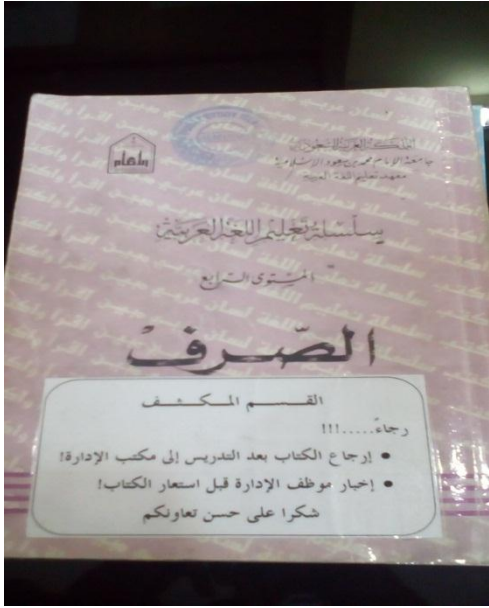 المملكة العربية السعودية
جامعة الإمام محمد بن سعود الإسلامية
معهد تعليم اللغة العربية
سلسلة تعليم اللغة العربية
المستوى الرابع
الصّرف
القسم المكثف
رجاءً.....!!!
• إرجاع الكتاب بعد التدريس إلى مكتب الإدارة!
• إخبار موظف الإدارة قبل استعار الكتاب!
شكرا على حسن تعاونكم